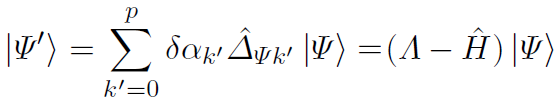 |Ψ′⟩ = ∑_{k′=0}^{p} δα_{k′} Δ̂_{Ψk′} |Ψ⟩ = (Λ − Ĥ) |Ψ⟩